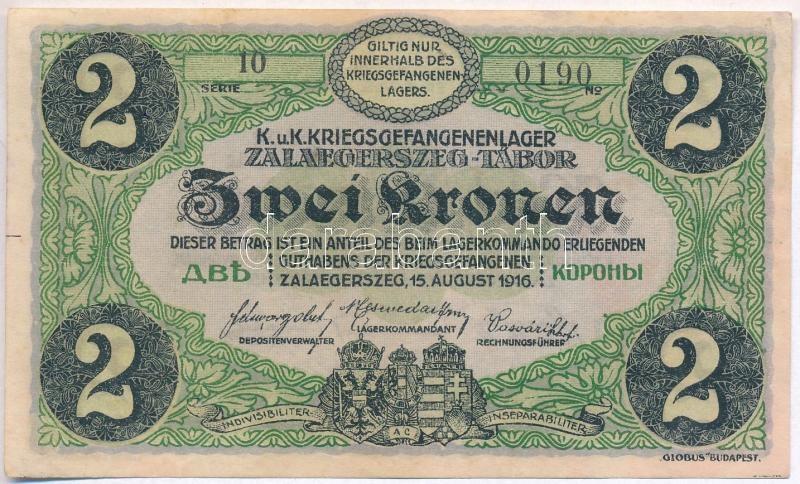 2
10
SERIE
GILTIG NUR
INNERHALB DES
KRIEGSGEFANGENEN-
LAGERS.
0190 No
2
K.u.K.KRIEGSGEFANGENENLAGER
ZALAEGERSZEG-TÁBOR
Zwei Kronen
DIESER BETRAG IST EIN ANTEIL DES BEIM LAGERKOMMANDO ERLIEGENDEN
GUTHABENS DER KRIEGSGEFANGENEN.
ДВѢ
КОРОНЫ
ZALAEGERSZEG, 15. AUGUST 1916.
darabanth
DEPOSITENVERWALTER
LAGERKOMMANDANT
RECHNUNGSFÜHRER
2
2
INDIVISIBILITER
AC
INSEPARABILITER
"GLOBUS" BUDAPEST.